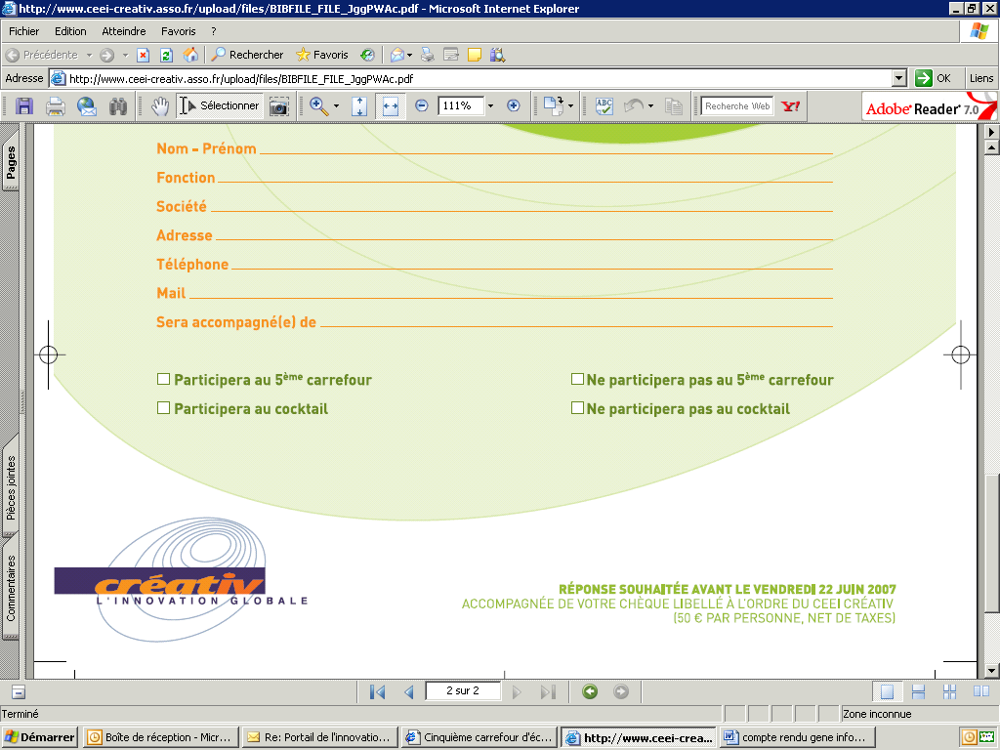 http://www.ceei-creativ.asso.fr/upload/files/BIBFILE_FILE_JggPWAc.pdf - Microsoft Internet Explorer
Fichier Edition Atteindre Favoris ?
Précédente Rechercher Favoris
Adresse http://www.ceei-creativ.asso.fr/upload/files/BIBFILE_FILE_JggPWAc.pdf OK Liens
Sélectionner 111% ABC Recherche Web Y! Adobe Reader 7.0
Pages
Nom - Prénom
Fonction
Société
Adresse
Téléphone
Mail
Sera accompagné(e) de
Participera au 5ème carrefour Ne participera pas au 5ème carrefour
Participera au cocktail Ne participera pas au cocktail
Pièces jointes
Commentaires
créativ
L'INNOVATION GLOBALE
RÉPONSE SOUHAITÉE AVANT LE VENDREDI 22 JUIN 2007
ACCOMPAGNÉE DE VOTRE CHÈQUE LIBELLÉ À L'ORDRE DU CEEI CRÉATIV
(50 € PAR PERSONNE, NET DE TAXES)
2 sur 2
Terminé Zone inconnue
Démarrer Boîte de réception - Micr... Re: Portail de l'innovatio... Cinquième carrefour d'éc... http://www.ceei-crea... compte rendu gene info...